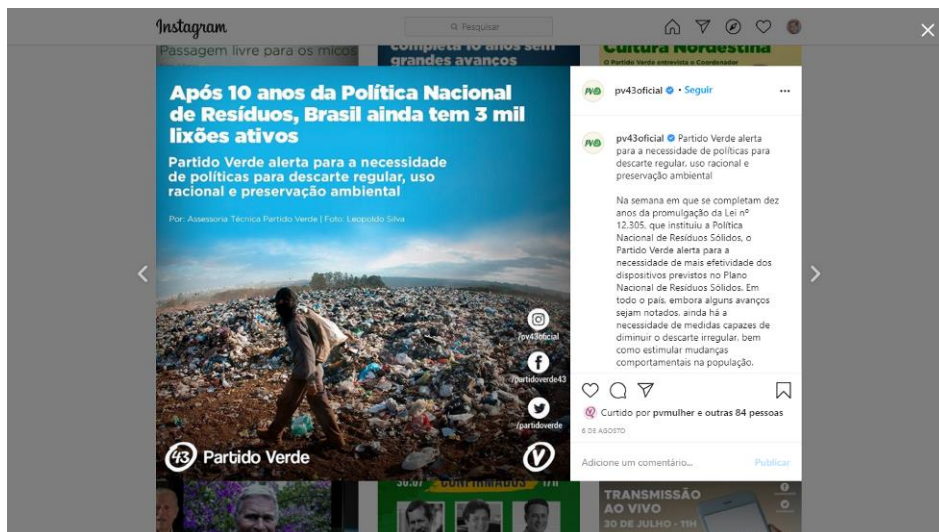 Instagram
Pesquisar
Passagem livre para os micos
completa 10 anos sem
grandes avanços
Cultura Nordestina
O Partido Verde entrevista o Coordenador
Após 10 anos da Política Nacional
de Resíduos, Brasil ainda tem 3 mil
lixões ativos
Partido Verde alerta para a necessidade
de políticas para descarte regular, uso
racional e preservação ambiental
Por: Assessoria Técnica Partido Verde | Foto: Leopoldo Silva
/pv43oficial
/partidoverde43
/partidoverde
43 Partido Verde
V
pv43oficial • Seguir
pv43oficial Partido Verde alerta
para a necessidade de políticas para
descarte regular, uso racional e
preservação ambiental
Na semana em que se completam dez
anos da promulgação da Lei nº
12.305, que instituiu a Política
Nacional de Resíduos Sólidos, o
Partido Verde alerta para a
necessidade de mais efetividade dos
dispositivos previstos no Plano
Nacional de Resíduos Sólidos. Em
todo o país, embora alguns avanços
sejam notados, ainda há a
necessidade de medidas capazes de
diminuir o descarte irregular, bem
como estimular mudanças
comportamentais na população.
Curtido por pvmulher e outras 84 pessoas
6 DE AGOSTO
Adicione um comentário...
Publicar
30.07 CONFIRMADOS 17h
TRANSMISSÃO
AO VIVO
30 DE JULHO - 11H